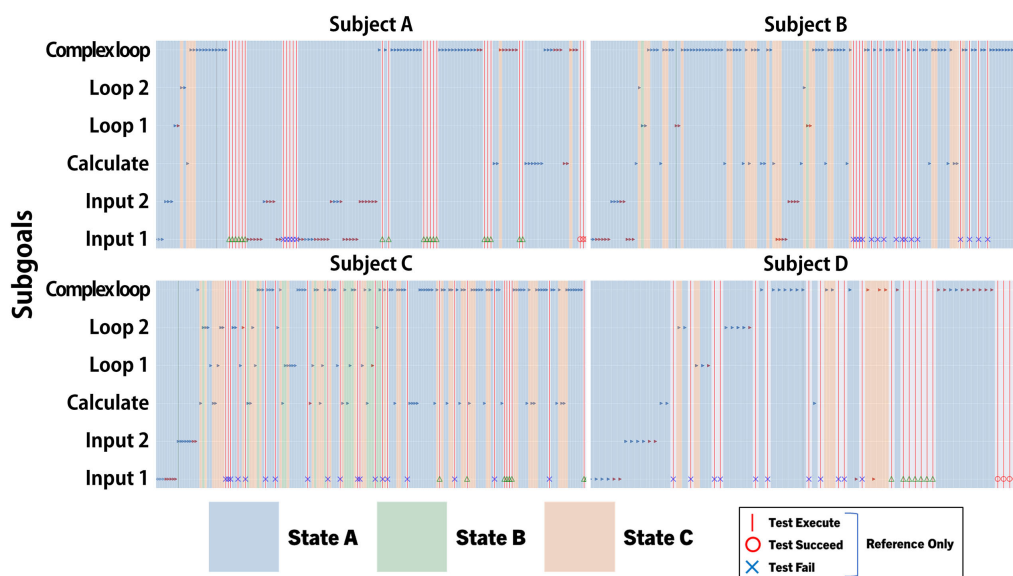 Subject A
Subject B
Complex loop
Loop 2
Loop 1
Calculate
Input 2
Input 1
Subgoals
Subject C
Subject D
Complex loop
Loop 2
Loop 1
Calculate
Input 2
Input 1
State A
State B
State C
Test Execute
Test Succeed
Test Fail
Reference Only